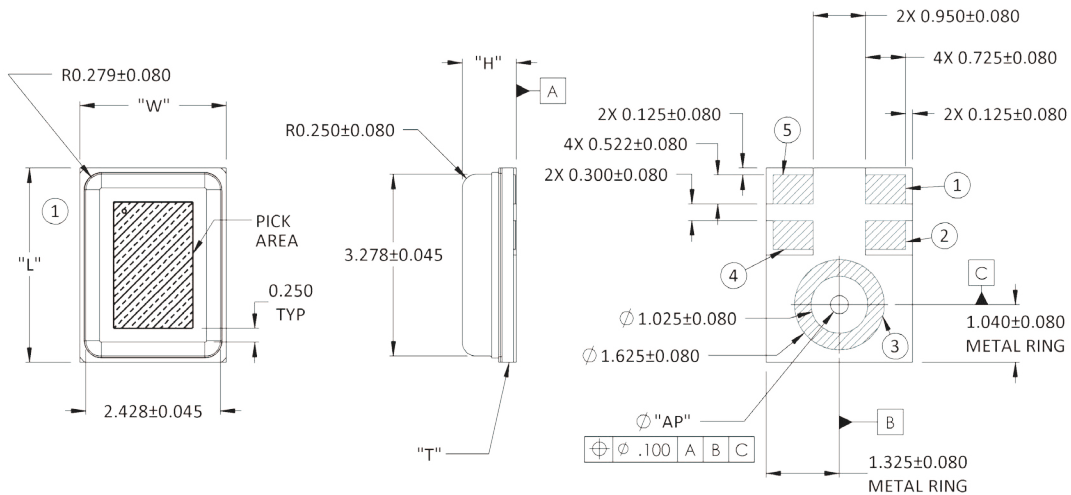 R0.279±0.080
"W"
1
"L"
PICK
AREA
0.250
TYP
2.428±0.045
"H"
A
R0.250±0.080
3.278±0.045
"T"
2X 0.950±0.080
4X 0.725±0.080
2X 0.125±0.080
2X 0.125±0.080
4X 0.522±0.080
2X 0.300±0.080
5
1
2
4
C
3
1.040±0.080
METAL RING
∅ 1.025±0.080
∅ 1.625±0.080
∅ "AP"
⌖ ∅ .100 A B C
B
1.325±0.080
METAL RING